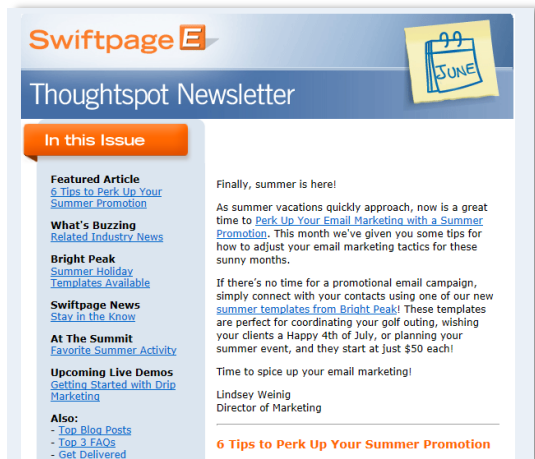 Swiftpage E
JUNE
Thoughtspot Newsletter
In this Issue
Featured Article
6 Tips to Perk Up Your
Summer Promotion
What's Buzzing
Related Industry News
Bright Peak
Summer Holiday
Templates Available
Swiftpage News
Stay in the Know
At The Summit
Favorite Summer Activity
Upcoming Live Demos
Getting Started with Drip
Marketing
Also:
- Top Blog Posts
- Top 3 FAQs
- Get Delivered
Finally, summer is here!
As summer vacations quickly approach, now is a great
time to Perk Up Your Email Marketing with a Summer
Promotion. This month we've given you some tips for
how to adjust your email marketing tactics for these
sunny months.
If there's no time for a promotional email campaign,
simply connect with your contacts using one of our new
summer templates from Bright Peak! These templates
are perfect for coordinating your golf outing, wishing
your clients a Happy 4th of July, or planning your
summer event, and they start at just $50 each!
Time to spice up your email marketing!
Lindsey Weinig
Director of Marketing
6 Tips to Perk Up Your Summer Promotion